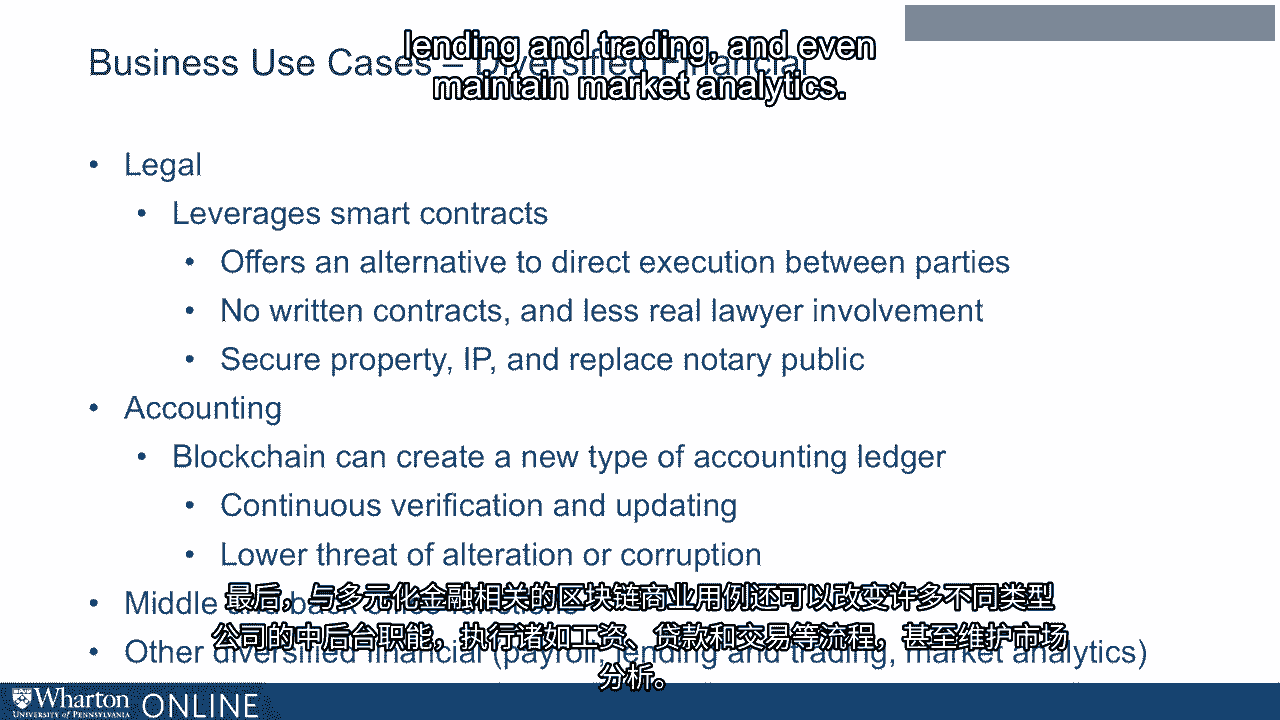 lending and trading, and even
maintain market analytics.
Business Use Cases – Diversified Financial
• Legal
• Leverages smart contracts
• Offers an alternative to direct execution between parties
• No written contracts, and less real lawyer involvement
• Secure property, IP, and replace notary public
• Accounting
• Blockchain can create a new type of accounting ledger
• Continuous verification and updating
• Lower threat of alteration or corruption
• Middle and back office functions
• Other diversified financial (payroll, lending and trading, market analytics)
最后，与多元化金融相关的区块链商业用例还可以改变许多不同类型
公司的中后台职能，执行诸如工资、贷款和交易等流程，甚至维护市场
分析。
Wharton
UNIVERSITY of PENNSYLVANIA
ONLINE